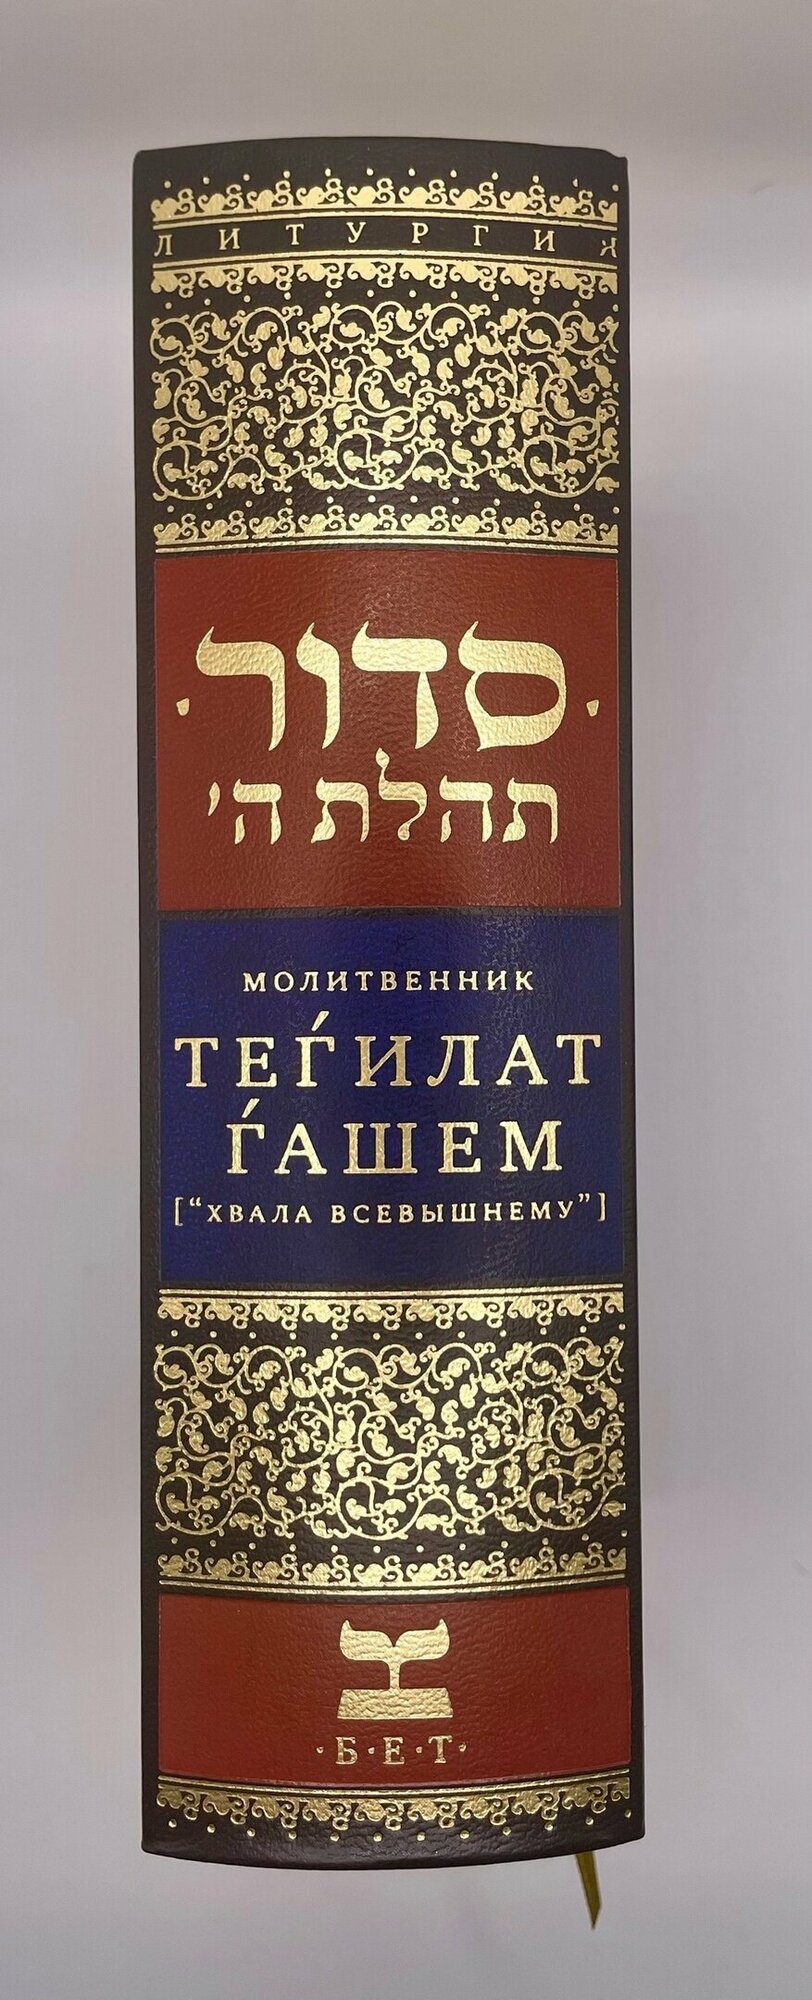 ЛИТУРГИЯ
סדור
תהלת ה'
МОЛИТВЕННИК
ТЕЃИЛАТ
ЃАШЕМ
[“ХВАЛА ВСЕВЫШНЕМУ”]
·Б·Е·Т·